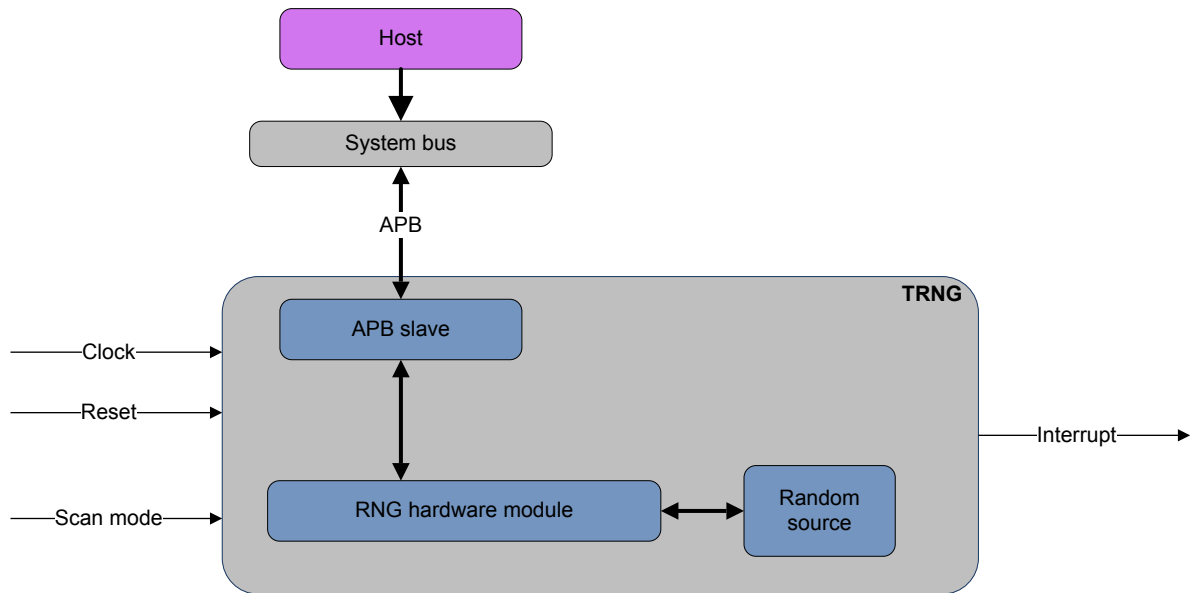 Host
System bus
APB
TRNG
APB slave
Clock
Reset
Interrupt
RNG hardware module
Random
source
Scan mode